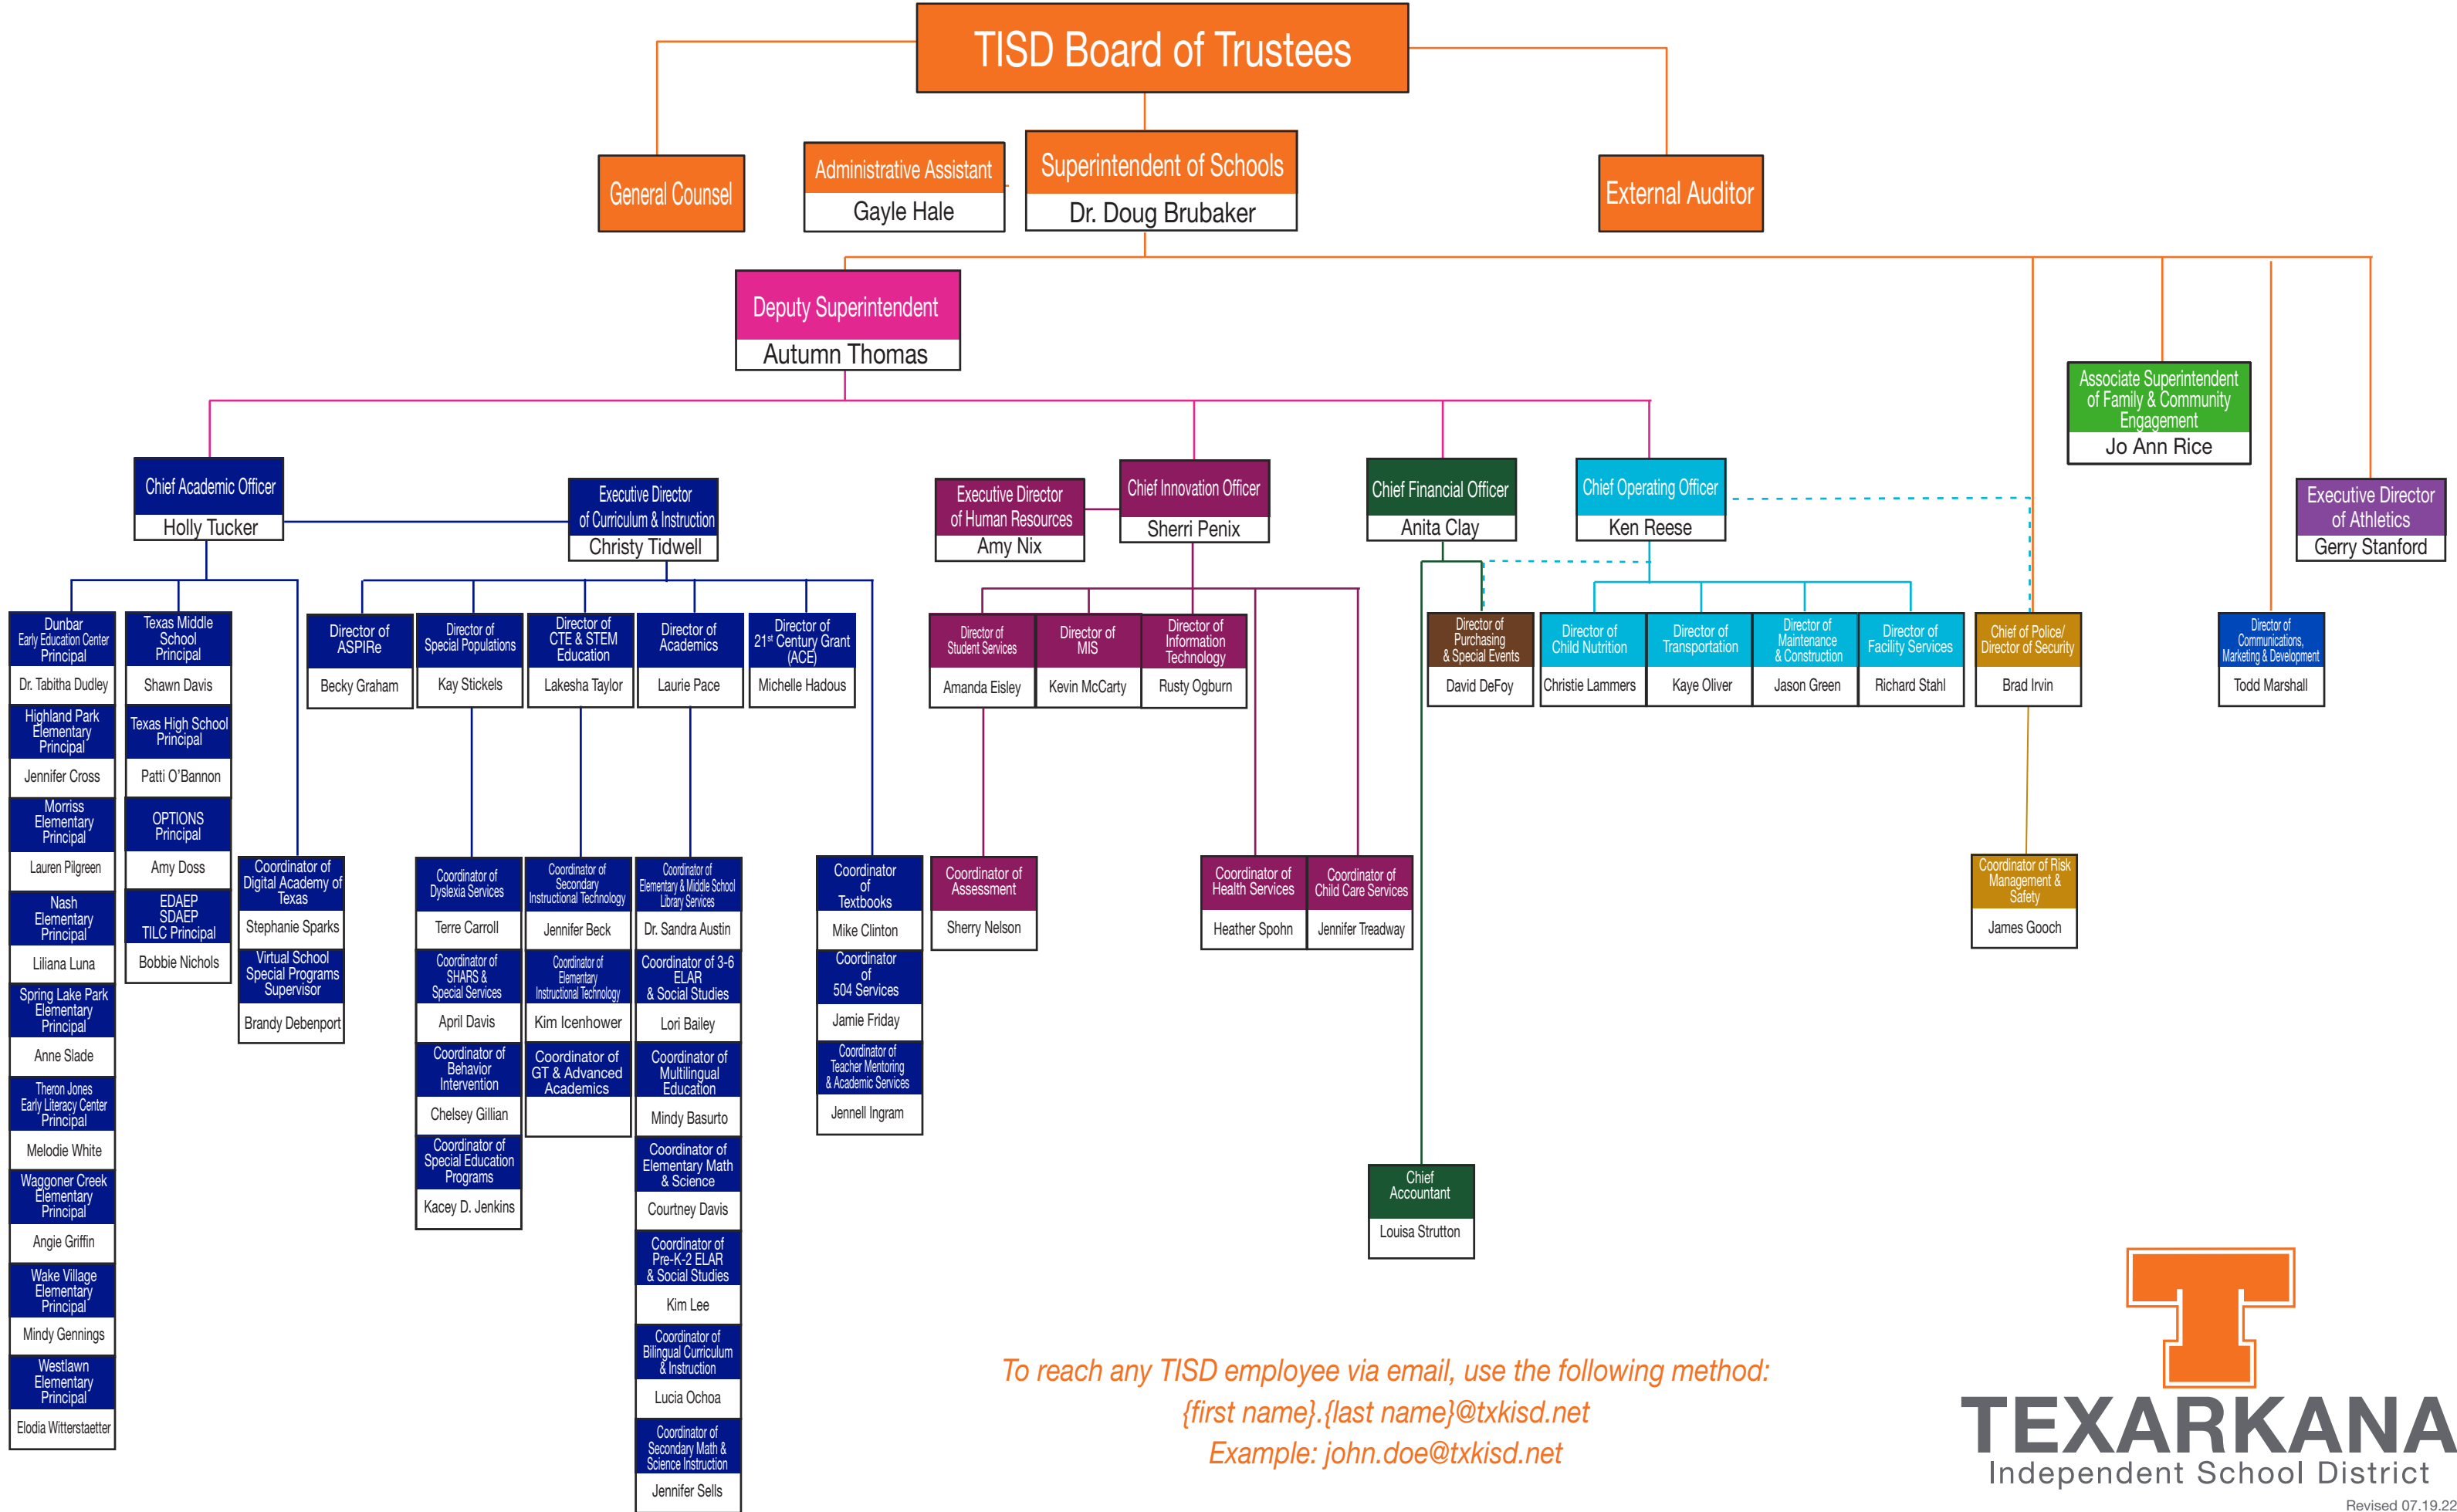 TISD Board of Trustees
General Counsel
Administrative Assistant
Gayle Hale
Superintendent of Schools
Dr. Doug Brubaker
External Auditor
Deputy Superintendent
Autumn Thomas
Associate Superintendent
of Family & Community
Engagement
Jo Ann Rice
Chief Academic Officer
Holly Tucker
Executive Director
of Curriculum & Instruction
Christy Tidwell
Executive Director
of Human Resources
Amy Nix
Chief Innovation Officer
Sherri Penix
Chief Financial Officer
Anita Clay
Chief Operating Officer
Ken Reese
Executive Director
of Athletics
Gerry Stanford
Dunbar
Early Education Center
Principal
Dr. Tabitha Dudley
Highland Park
Elementary
Principal
Jennifer Cross
Morriss
Elementary
Principal
Lauren Pilgreen
Nash
Elementary
Principal
Liliana Luna
Spring Lake Park
Elementary
Principal
Anne Slade
Theron Jones
Early Literacy Center
Principal
Melodie White
Waggoner Creek
Elementary
Principal
Angie Griffin
Wake Village
Elementary
Principal
Mindy Gennings
Westlawn
Elementary
Principal
Elodia Witterstaetter
Texas Middle
School
Principal
Shawn Davis
Texas High School
Principal
Patti O'Bannon
OPTIONS
Principal
Amy Doss
EDAEP
SDAEP
TILC Principal
Bobbie Nichols
Coordinator of
Digital Academy of
Texas
Stephanie Sparks
Virtual School
Special Programs
Supervisor
Brandy Debenport
Director of
ASPIRe
Becky Graham
Director of
Special Populations
Kay Stickels
Director of
CTE & STEM
Education
Lakesha Taylor
Director of
Academics
Laurie Pace
Director of
21st Century Grant
(ACE)
Michelle Hadous
Coordinator of
Dyslexia Services
Terre Carroll
Coordinator of
SHARS &
Special Services
April Davis
Coordinator of
Behavior
Intervention
Chelsey Gillian
Coordinator of
Special Education
Programs
Kacey D. Jenkins
Coordinator of
Secondary
Instructional Technology
Jennifer Beck
Coordinator of
Elementary
Instructional Technology
Kim Icenhower
Coordinator of
GT & Advanced
Academics
Coordinator of
Elementary & Middle School
Library Services
Dr. Sandra Austin
Coordinator of 3-6
ELAR
& Social Studies
Lori Bailey
Coordinator of
Multilingual
Education
Mindy Basurto
Coordinator of
Elementary Math
& Science
Courtney Davis
Coordinator of
Pre-K-2 ELAR
& Social Studies
Kim Lee
Coordinator of
Bilingual Curriculum
& Instruction
Lucia Ochoa
Coordinator of
Secondary Math &
Science Instruction
Jennifer Sells
Coordinator
of
Textbooks
Mike Clinton
Coordinator
of
504 Services
Jamie Friday
Coordinator of
Teacher Mentoring
& Academic Services
Jennell Ingram
Director of
Student Services
Amanda Eisley
Director of
MIS
Kevin McCarty
Director of
Information
Technology
Rusty Ogburn
Coordinator of
Assessment
Sherry Nelson
Coordinator of
Health Services
Heather Spohn
Coordinator of
Child Care Services
Jennifer Treadway
Director of
Purchasing
& Special Events
David DeFoy
Chief
Accountant
Louisa Strutton
Director of
Child Nutrition
Christie Lammers
Director of
Transportation
Kaye Oliver
Director of
Maintenance
& Construction
Jason Green
Director of
Facility Services
Richard Stahl
Chief of Police/
Director of Security
Brad Irvin
Coordinator of Risk
Management &
Safety
James Gooch
Director of
Communications,
Marketing & Development
Todd Marshall
To reach any TISD employee via email, use the following method:
{first name}.{last name}@txkisd.net
Example: john.doe@txkisd.net
T
TEXARKANA
Independent School District
Revised 07.19.22